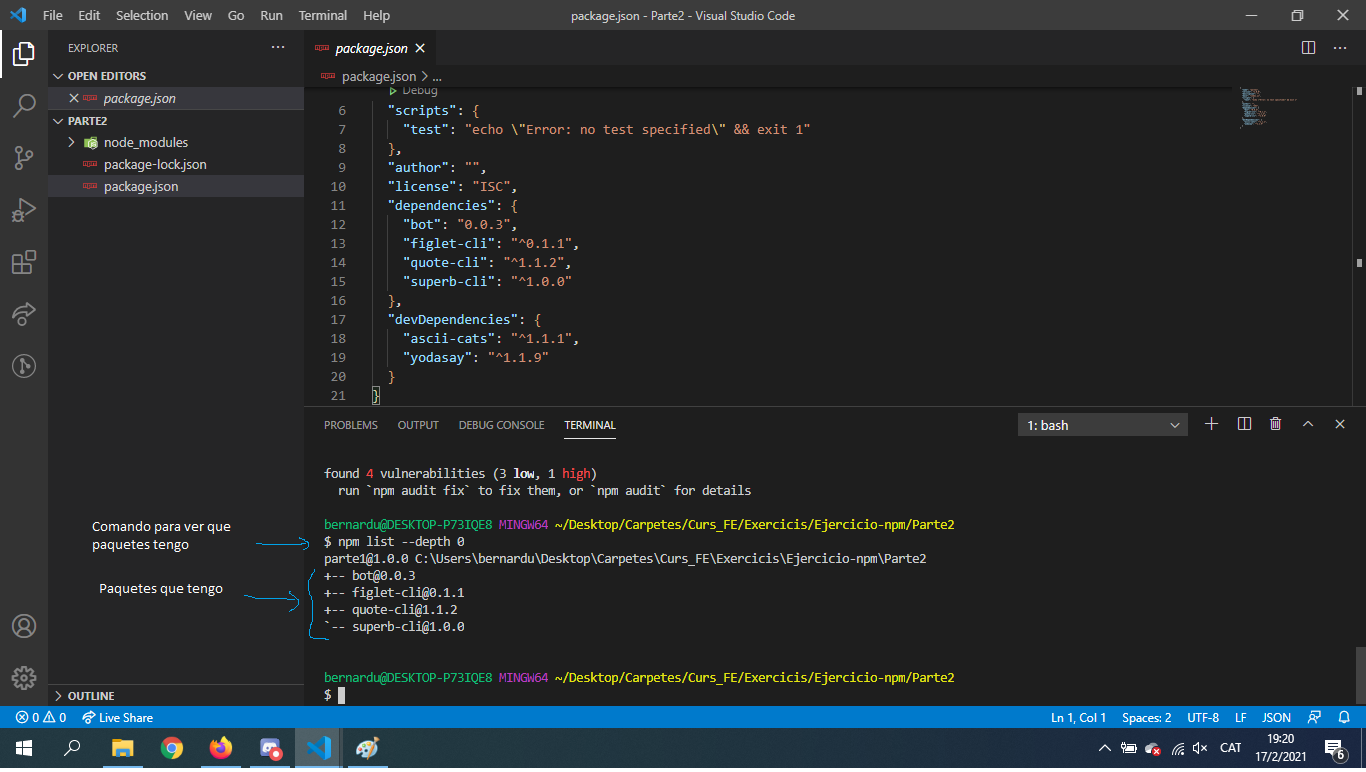 File Edit Selection View Go Run Terminal Help
package.json - Parte2 - Visual Studio Code
EXPLORER ...
OPEN EDITORS
package.json
PARTE2
node_modules
package-lock.json
package.json
OUTLINE
package.json
package.json > ...
Debug
6 "scripts": {
7 "test": "echo \"Error: no test specified\" && exit 1"
8 },
9 "author": "",
10 "license": "ISC",
11 "dependencies": {
12 "bot": "0.0.3",
13 "figlet-cli": "^0.1.1",
14 "quote-cli": "^1.1.2",
15 "superb-cli": "^1.0.0"
16 },
17 "devDependencies": {
18 "ascii-cats": "^1.1.1",
19 "yodasay": "^1.1.9"
20 }
21 }
PROBLEMS OUTPUT DEBUG CONSOLE TERMINAL
1: bash
found 4 vulnerabilities (3 low, 1 high)
run `npm audit fix` to fix them, or `npm audit` for details
bernardu@DESKTOP-P73IQE8 MINGW64 ~/Desktop/Carpetes/Curs_FE/Exercicis/Ejercicio-npm/Parte2
$ npm list --depth 0
parte1@1.0.0 C:\Users\bernardu\Desktop\Carpetes\Curs_FE\Exercicis\Ejercicio-npm\Parte2
+-- bot@0.0.3
+-- figlet-cli@0.1.1
+-- quote-cli@1.1.2
`-- superb-cli@1.0.0
bernardu@DESKTOP-P73IQE8 MINGW64 ~/Desktop/Carpetes/Curs_FE/Exercicis/Ejercicio-npm/Parte2
$
Comando para ver que
paquetes tengo
Paquetes que tengo
0 0 Live Share
Ln 1, Col 1 Spaces: 2 UTF-8 LF JSON
CAT
19:20
17/2/2021
6